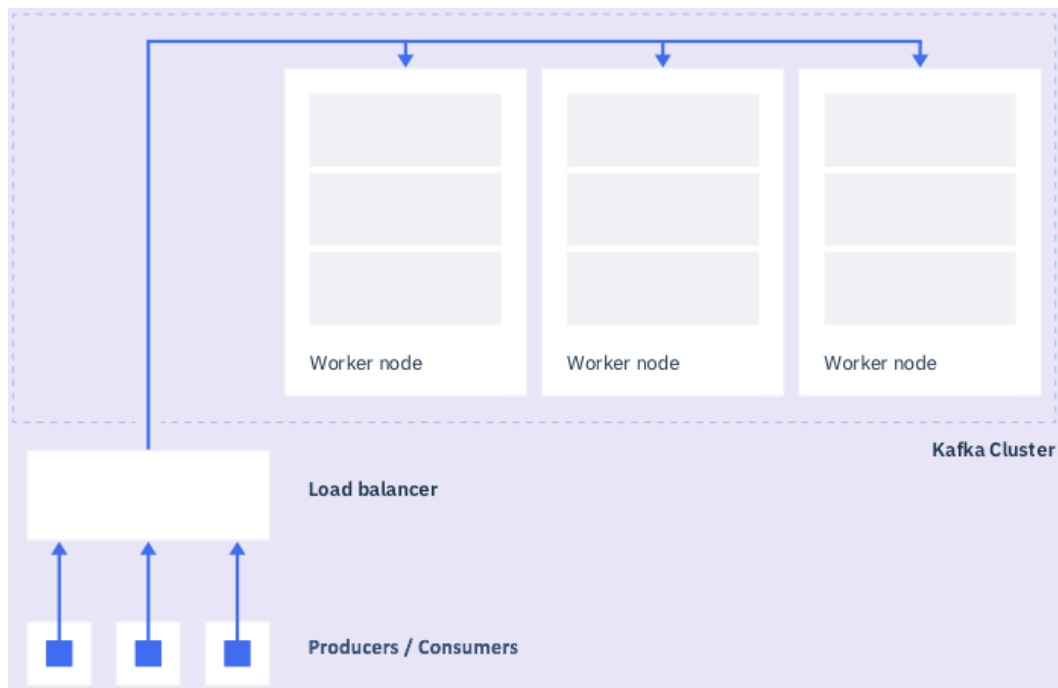 Worker node
Worker node
Worker node
Kafka Cluster
Load balancer
Producers / Consumers